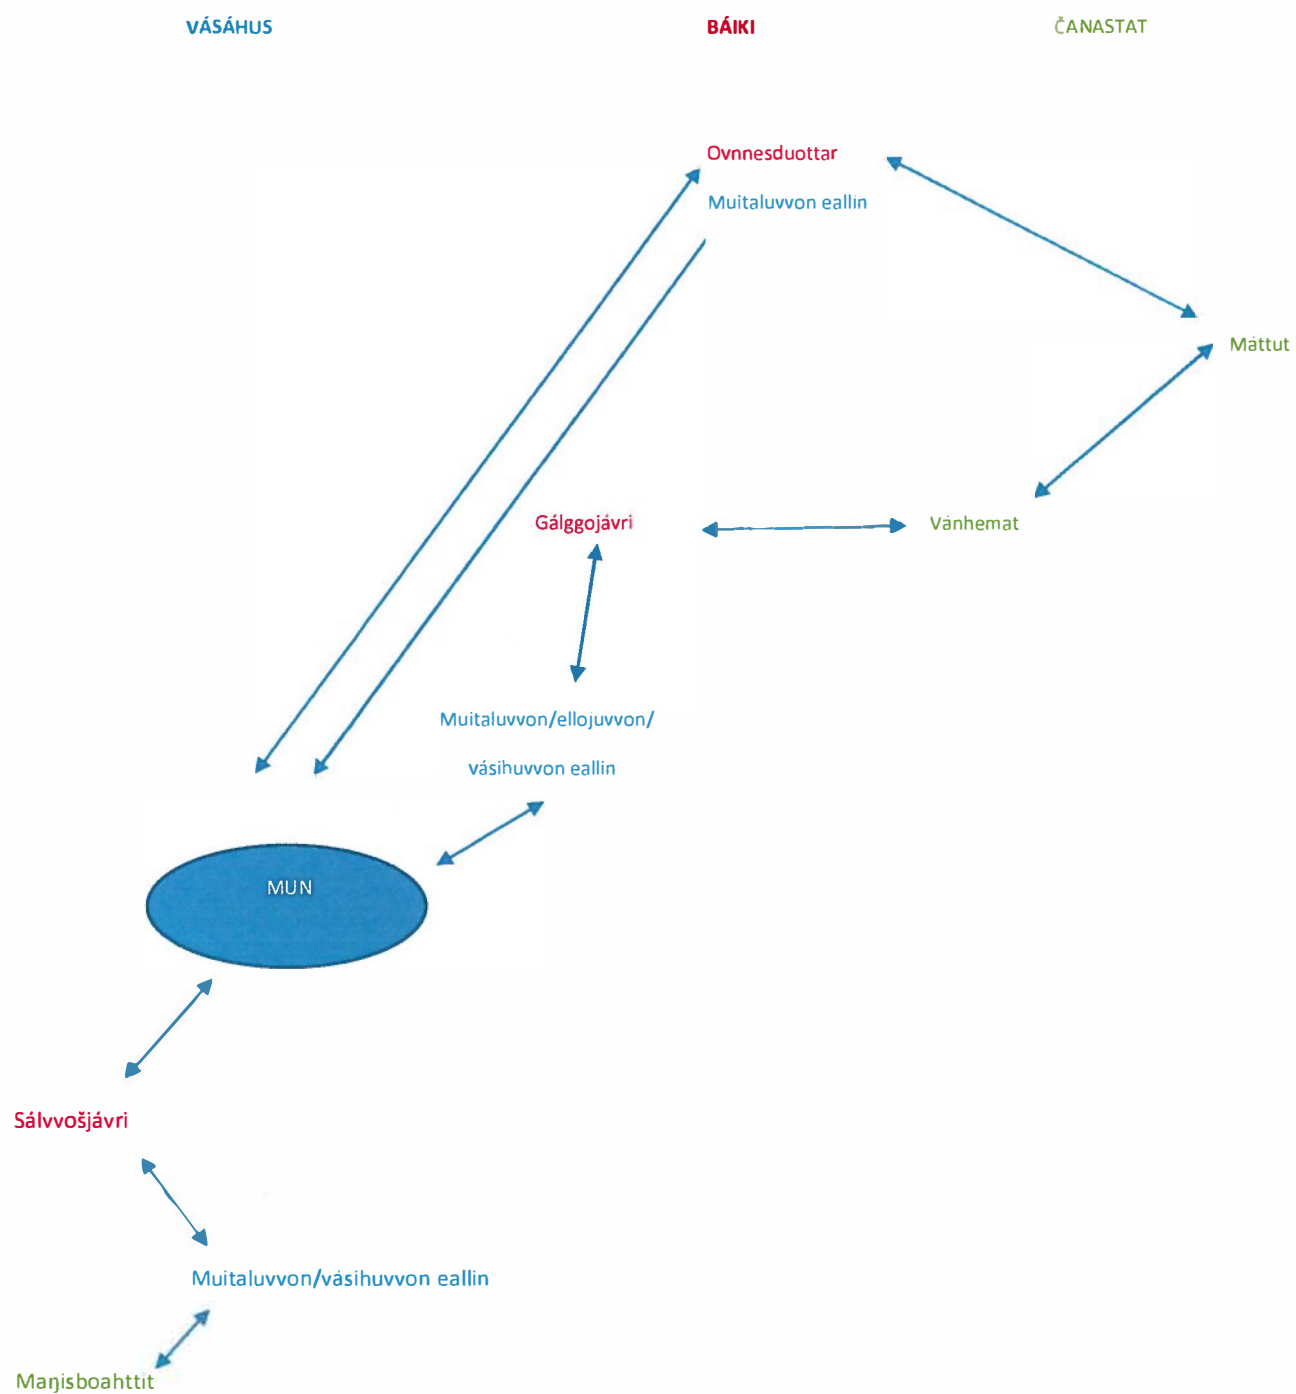 VÁSÁHUS
BÁIKI
ČANASTAT
Ovnnesduottar
Muitaluvvon eallin
Máttut
Gálggojávri
Vánhemat
Muitaluvvon/ellojuvvon/
vásihuvvon eallin
MUN
Sálvvošjávri
Muitaluvvon/vásihuvvon eallin
Maŋisboahttit